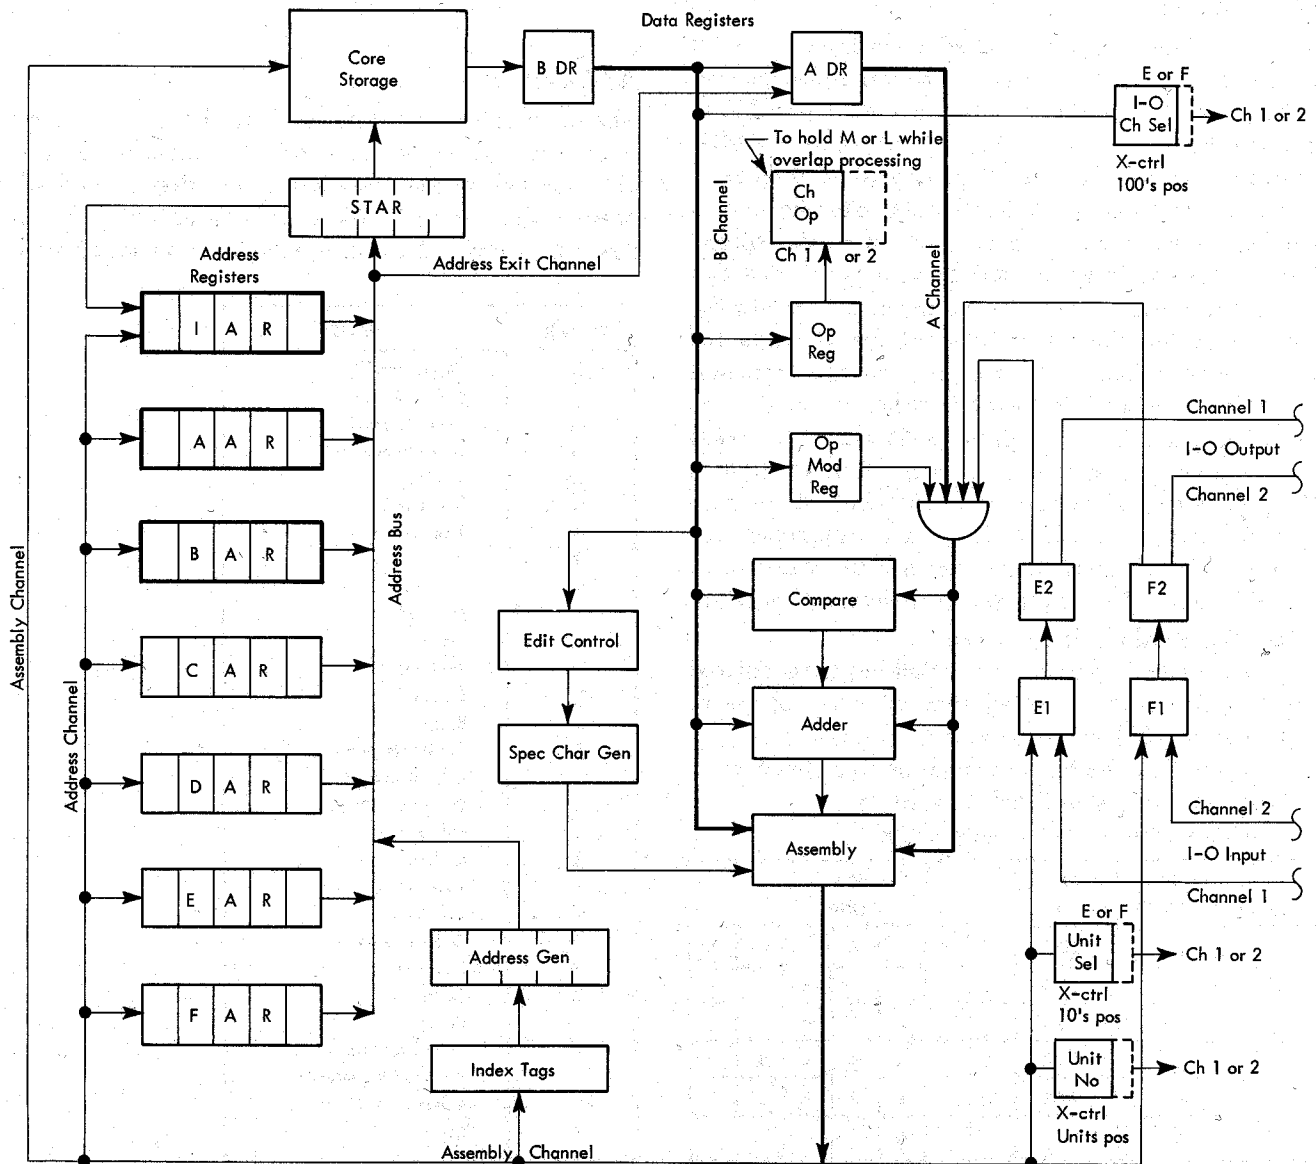 Data Registers
Core
Storage
B DR
A DR
E or F
I-O
Ch Sel
Ch 1 or 2
X-ctrl
100's pos
To hold M or L while
overlap processing
Ch
Op
Ch 1 or 2
STAR
Address
Registers
Address Exit Channel
B Channel
A Channel
I A R
Op
Reg
A A R
Op
Mod
Reg
Channel 1
I-O Output
Channel 2
B A R
Address Bus
Assembly Channel
Compare
E2
F2
Edit Control
C A R
Address Channel
Adder
E1
F1
Spec Char Gen
D A R
Channel 2
I-O Input
Channel 1
Assembly
E A R
E or F
Unit
Sel
Ch 1 or 2
X-ctrl
10's pos
Address Gen
F A R
Index Tags
Unit
No
Ch 1 or 2
X-ctrl
Units pos
Assembly Channel